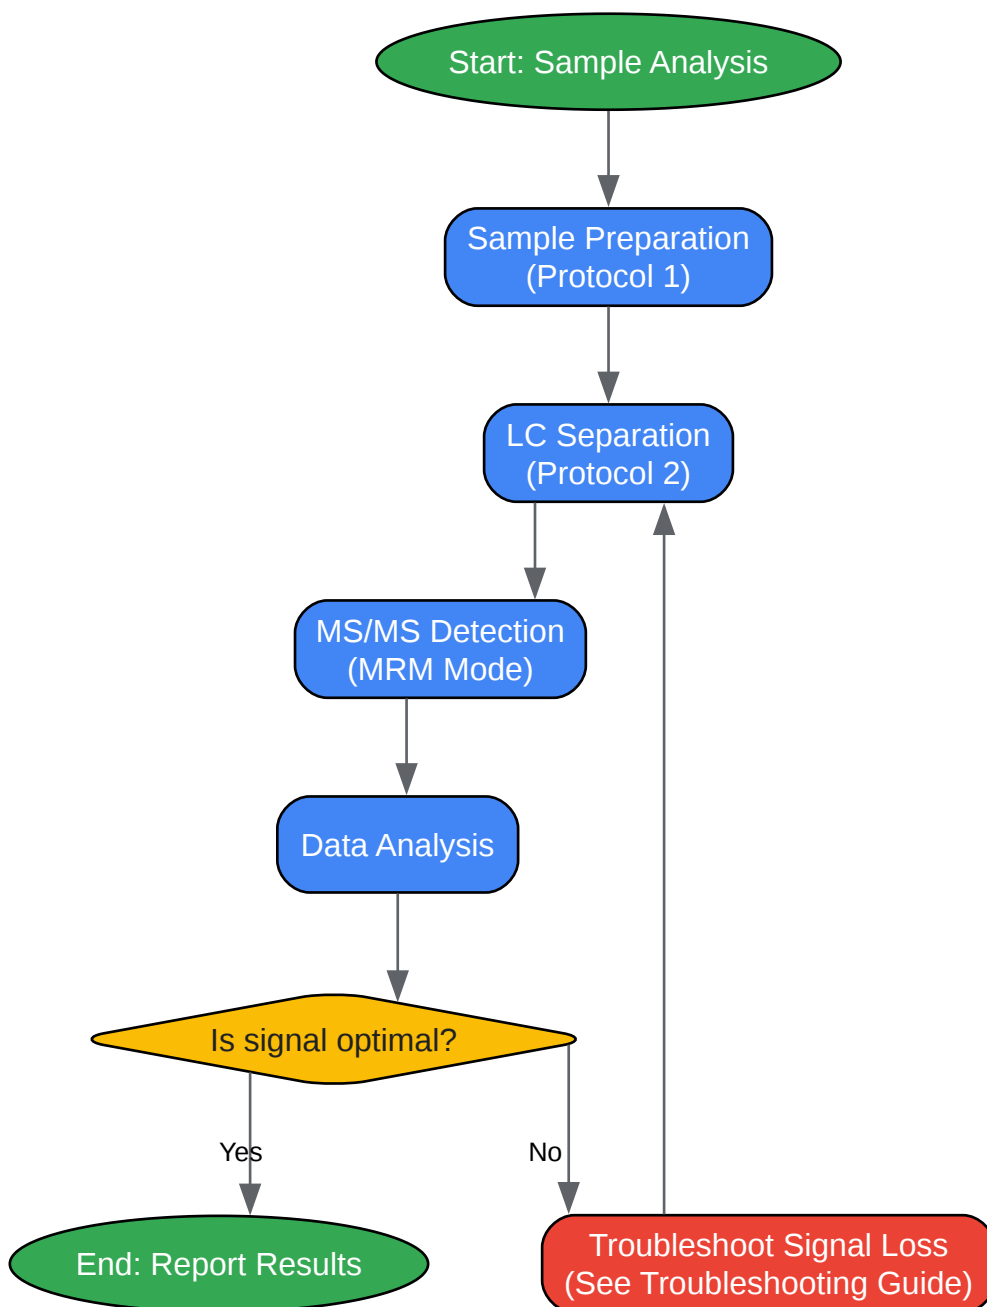 Start: Sample Analysis
Sample Preparation
(Protocol 1)
LC Separation
(Protocol 2)
MS/MS Detection
(MRM Mode)
Data Analysis
Is signal optimal?
Yes
No
End: Report Results
Troubleshoot Signal Loss
(See Troubleshooting Guide)